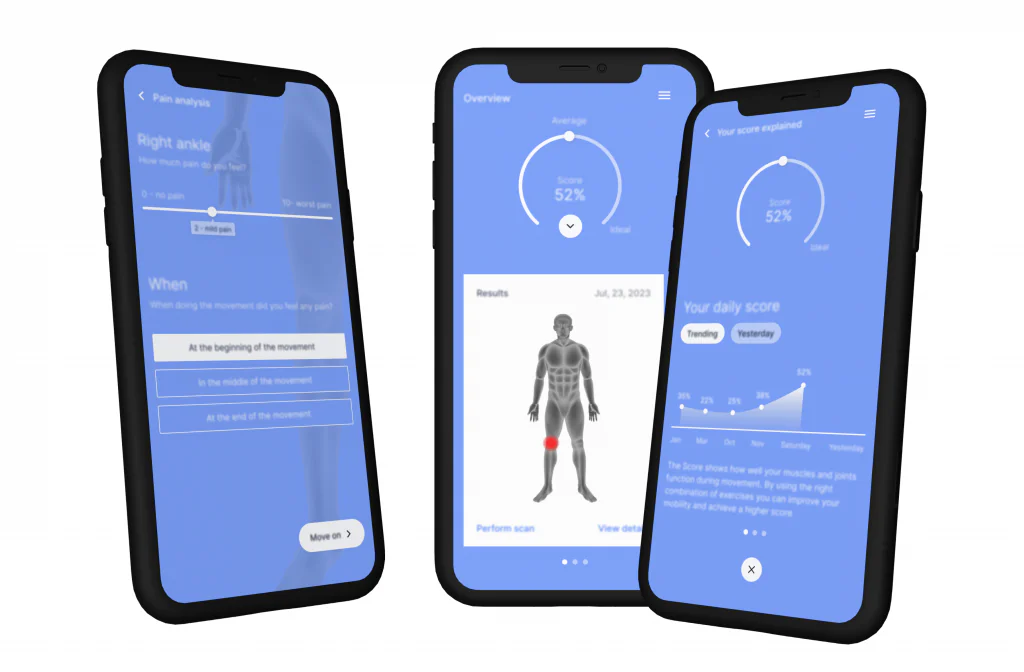 Pain analysis
Right ankle
How much pain do you feel?
0 - no pain
10- worst pain
2 - mild pain
When
When doing the movement did you feel any pain?
At the beginning of the movement
In the middle of the movement
At the end of the movement
Move on
Overview
Average
Score
52%
Ideal
Results
Jul, 23, 2023
Perform scan
View deta
Your score explained
Score
52%
Ideal
Your daily score
Trending
Yesterday
22%
25%
38%
52%
Jan
Mar
Oct
Nov
Saturday
Yesterday
The Score shows how well your muscles and joints
function during movement. By using the right
combination of exercises you can improve your
mobility and achieve a higher score